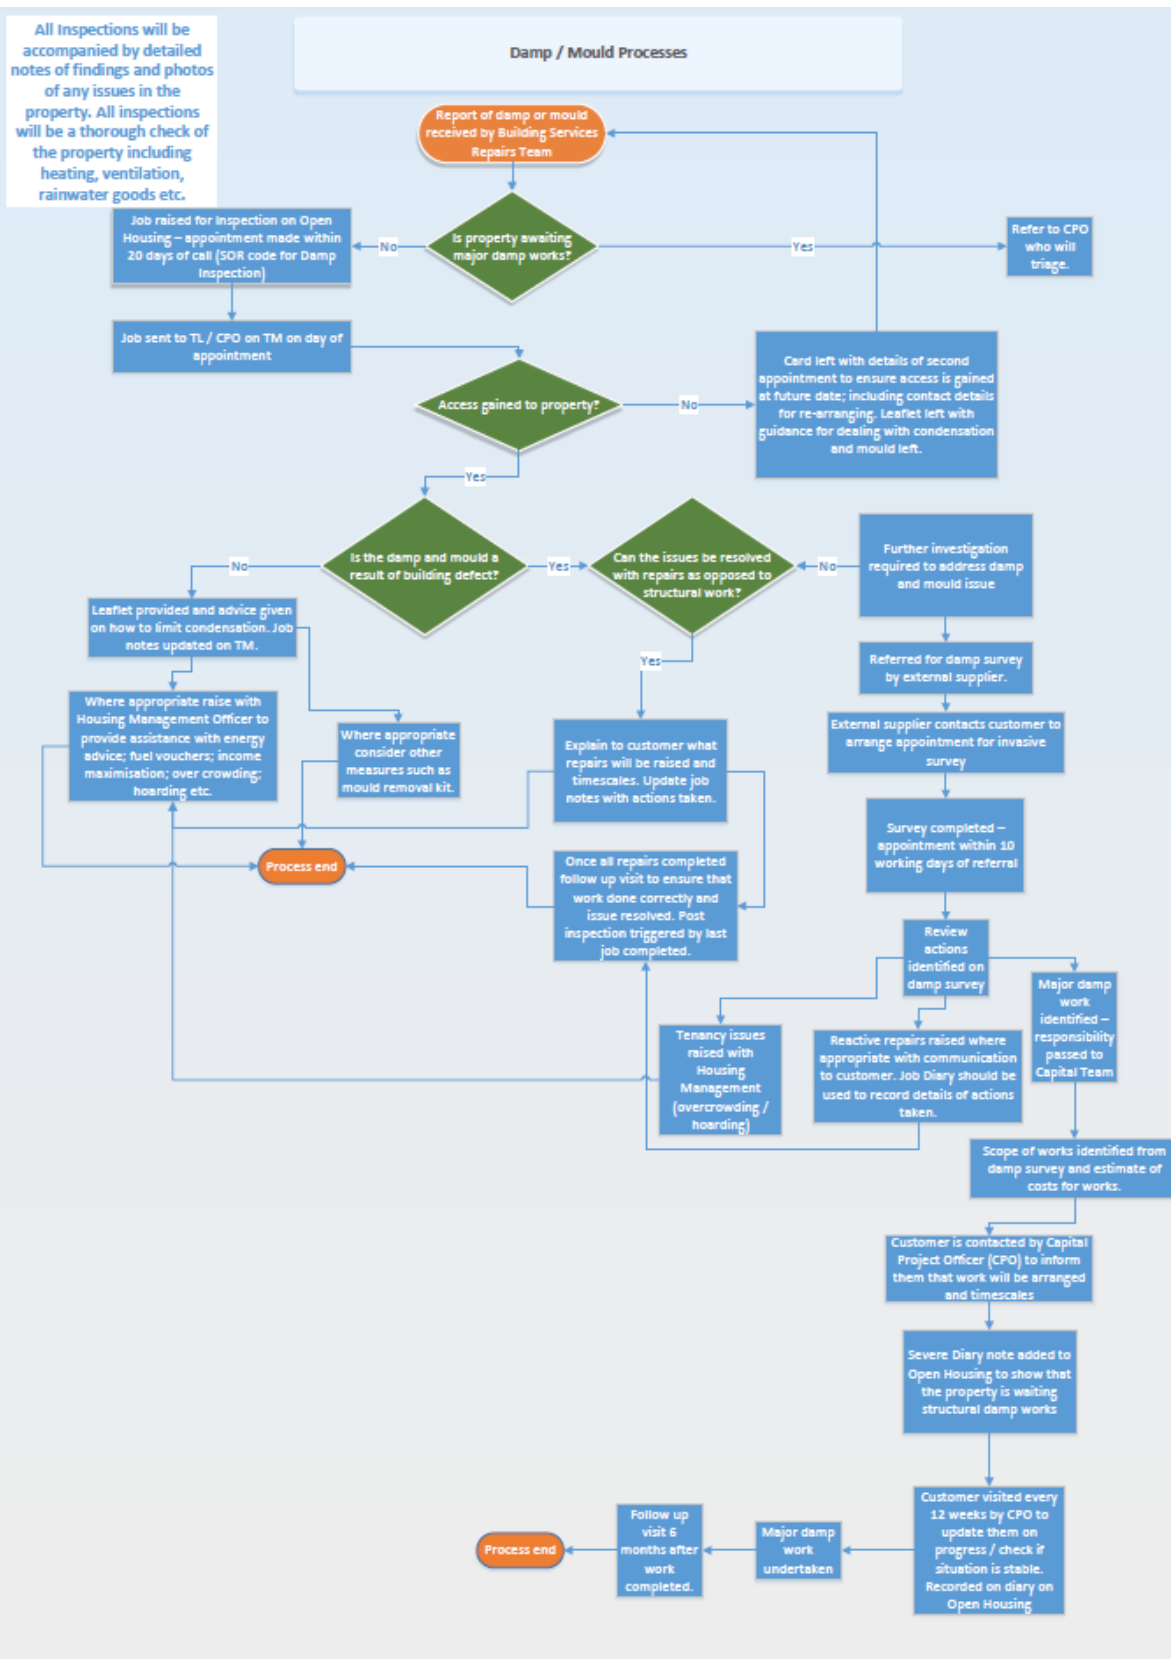 All Inspections will be
accompanied by detailed
notes of findings and photos
of any issues in the
property. All inspections
will be a thorough check of
the property including
heating, ventilation,
rainwater goods etc.
Damp / Mould Processes
Report of damp or mould
received by Building Services
Repairs Team
Is property awaiting
major damp works?
No
Yes
Job raised for Inspection on Open
Housing – appointment made within
20 days of call (SOR code for Damp
Inspection)
Refer to CPO
who will
triage.
Job sent to TL / CPO on TM on day of
appointment
Access gained to property?
No
Yes
Card left with details of second
appointment to ensure access is gained
at future date; including contact details
for re-arranging. Leaflet left with
guidance for dealing with condensation
and mould left.
Is the damp and mould a
result of building defect?
No
Yes
Can the issues be resolved
with repairs as opposed to
structural work?
No
Yes
Further investigation
required to address damp
and mould issue
Leaflet provided and advice given
on how to limit condensation. Job
notes updated on TM.
Referred for damp survey
by external supplier.
Where appropriate raise with
Housing Management Officer to
provide assistance with energy
advice; fuel vouchers; income
maximisation; over crowding;
hoarding etc.
Where appropriate
consider other
measures such as
mould removal kit.
Explain to customer what
repairs will be raised and
timescales. Update job
notes with actions taken.
External supplier contacts customer to
arrange appointment for invasive
survey
Survey completed –
appointment within 10
working days of referral
Process end
Once all repairs completed
follow up visit to ensure that
work done correctly and
issue resolved. Post
inspection triggered by last
job completed.
Review
actions
identified on
damp survey
Major damp
work
identified –
responsibility
passed to
Capital Team
Tenancy issues
raised with
Housing
Management
(overcrowding /
hoarding)
Reactive repairs raised where
appropriate with communication
to customer. Job Diary should be
used to record details of actions
taken.
Scope of works identified from
damp survey and estimate of
costs for works.
Customer is contacted by Capital
Project Officer (CPO) to inform
them that work will be arranged
and timescales
Severe Diary note added to
Open Housing to show that
the property is waiting
structural damp works
Customer visited every
12 weeks by CPO to
update them on
progress / check if
situation is stable.
Recorded on diary on
Open Housing
Major damp
work
undertaken
Follow up
visit 6
months after
work
completed.
Process end